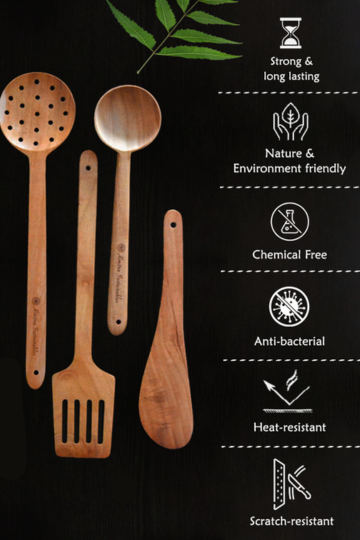 Strong &
long lasting
Nature &
Environment friendly
Chemical Free
Anti-bacterial
Heat-resistant
Scratch-resistant